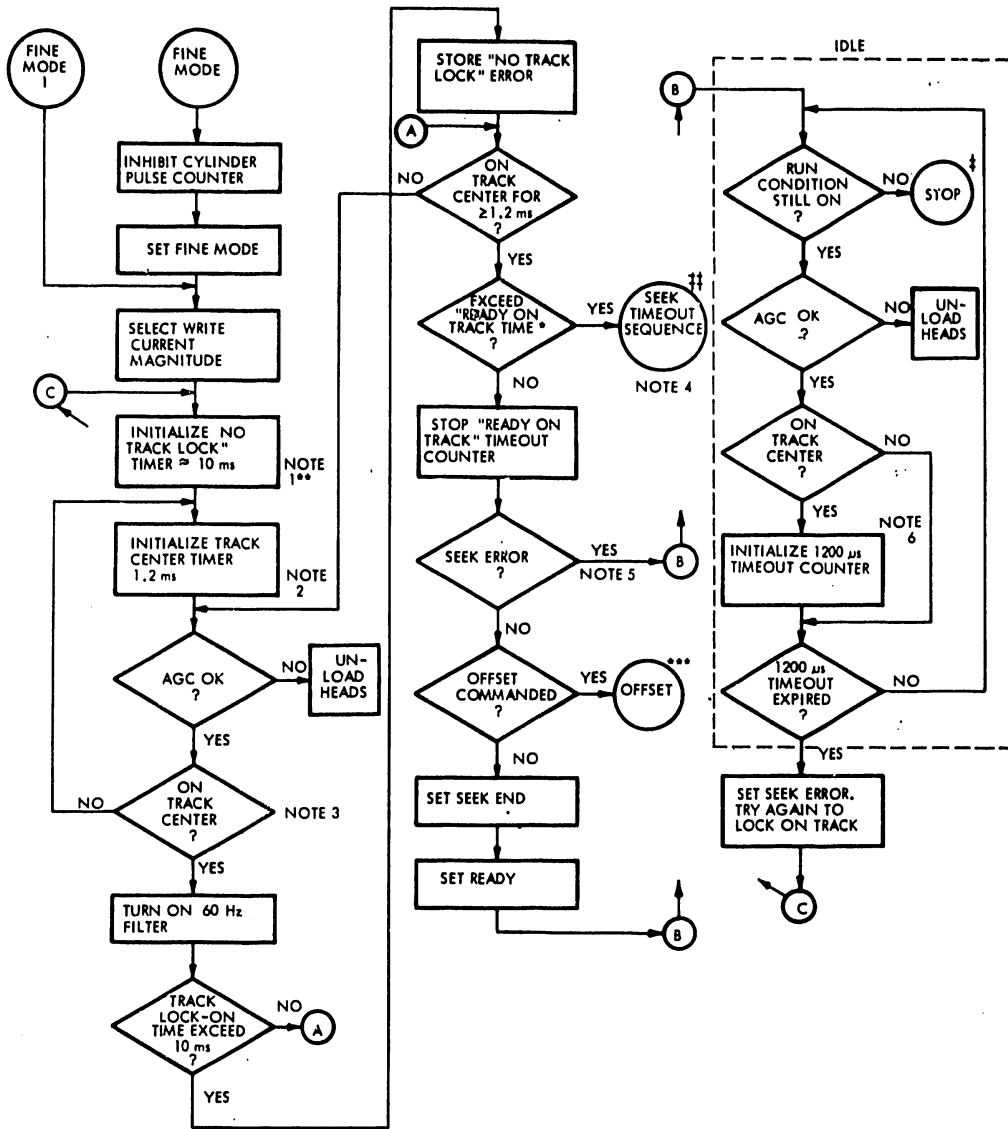 FINE
MODE
1
FINE
MODE
INHIBIT CYLINDER
PULSE COUNTER
SET FINE MODE
SELECT WRITE
CURRENT
MAGNITUDE
C
INITIALIZE NO
TRACK LOCK"
TIMER ≈ 10 ms
NOTE
1**
INITIALIZE TRACK
CENTER TIMER
1.2 ms
NOTE
2
AGC OK
?
NO
UN-
LOAD
HEADS
YES
ON
TRACK
CENTER
?
NO
NOTE 3
YES
TURN ON 60 Hz
FILTER
TRACK
LOCK-ON
TIME EXCEED
10 ms
?
NO
A
YES
STORE "NO TRACK
LOCK" ERROR
A
ON
TRACK
CENTER FOR
≥1.2 ms
?
NO
YES
EXCEED
"READY ON
TRACK TIME *
?
YES
‡‡
SEEK
TIMEOUT
SEQUENCE
NOTE 4
NO
STOP "READY ON
TRACK" TIMEOUT
COUNTER
SEEK ERROR
?
YES
NOTE 5
B
NO
OFFSET
COMMANDED
?
YES
OFFSET
***
NO
SET SEEK END
SET READY
B
IDLE
B
RUN
CONDITION
STILL ON
?
NO
‡
STOP
YES
AGC OK
?
NO
UN-
LOAD
HEADS
YES
ON
TRACK
CENTER
?
NO
YES
NOTE
6
INITIALIZE 1200 μs
TIMEOUT COUNTER
1200 μs
TIMEOUT
EXPIRED
?
NO
YES
SET SEEK ERROR.
TRY AGAIN TO
LOCK ON TRACK
C